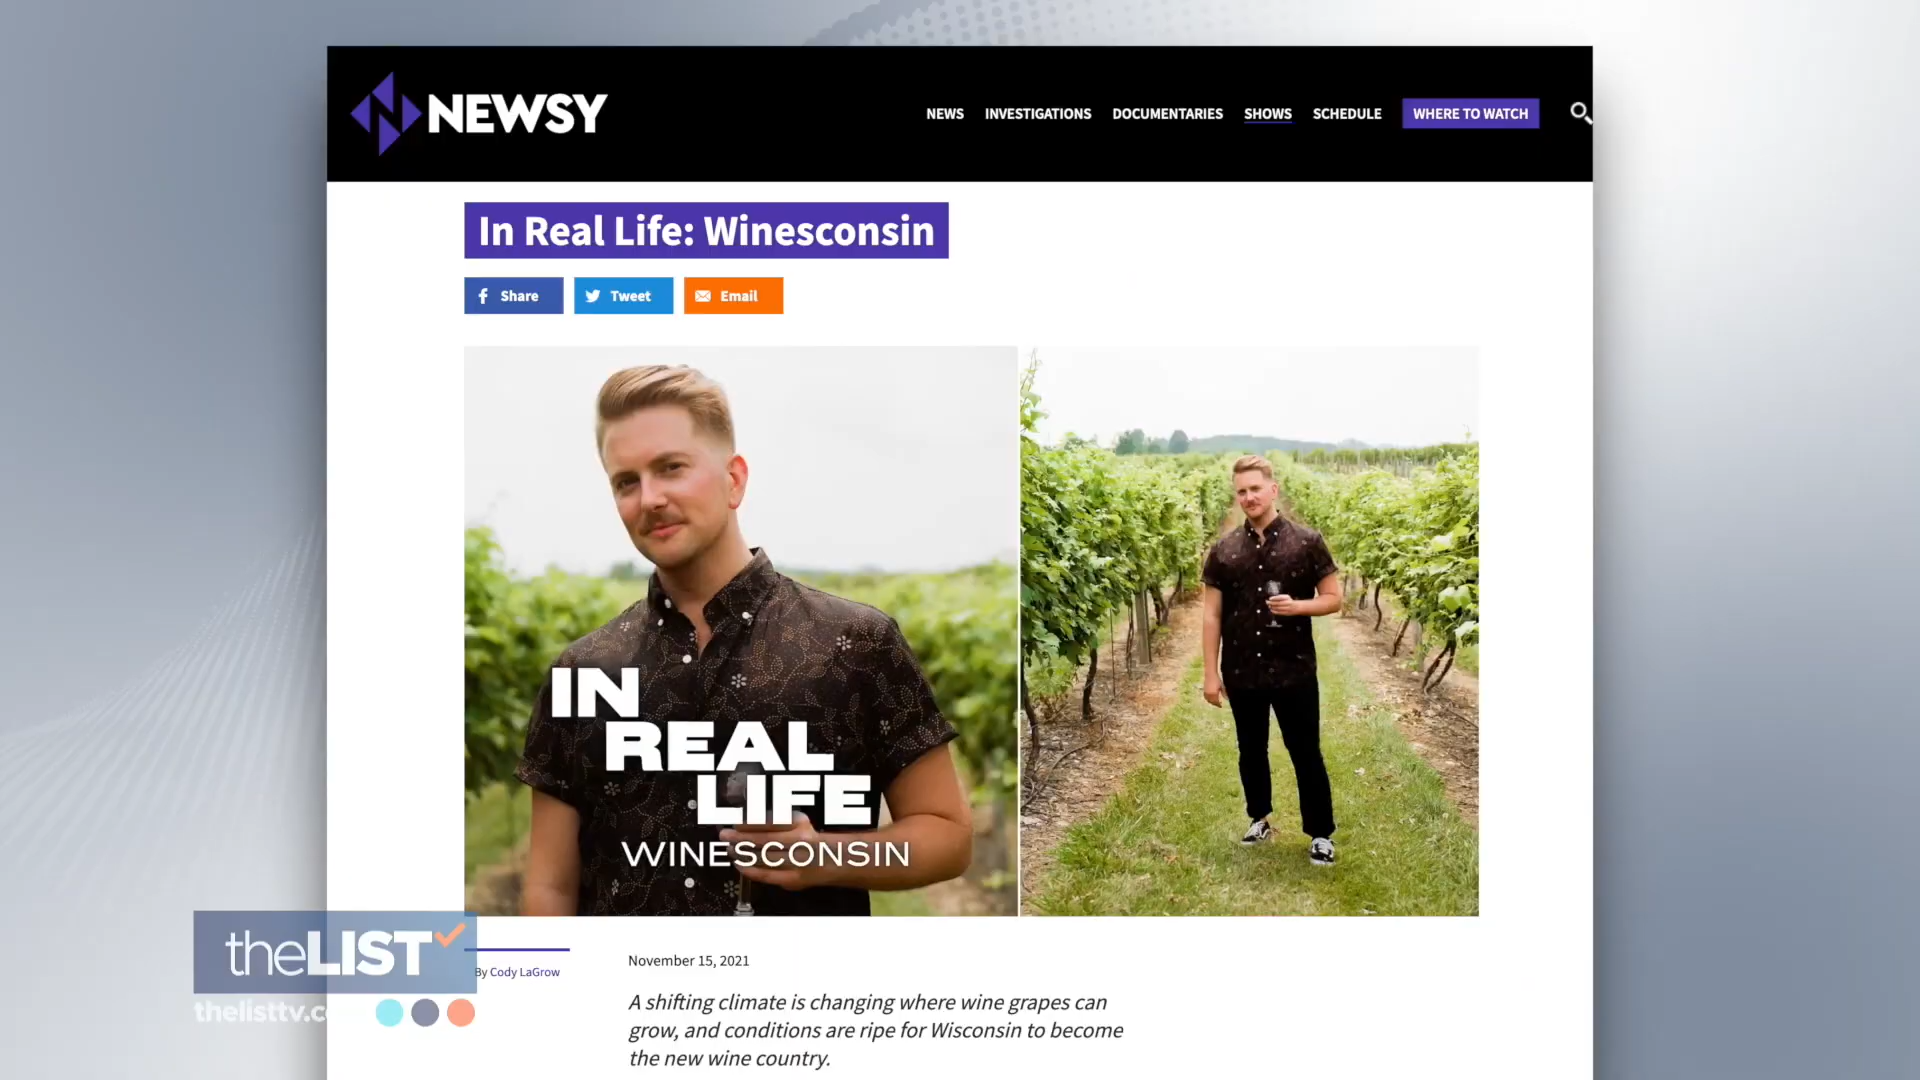 NEWSY
NEWS INVESTIGATIONS DOCUMENTARIES SHOWS SCHEDULE WHERE TO WATCH
In Real Life: Winesconsin
Share Tweet Email
IN
REAL
LIFE
WINESCONSIN
theLIST
thelisttv.c
By Cody LaGrow
November 15, 2021
A shifting climate is changing where wine grapes can
grow, and conditions are ripe for Wisconsin to become
the new wine country.